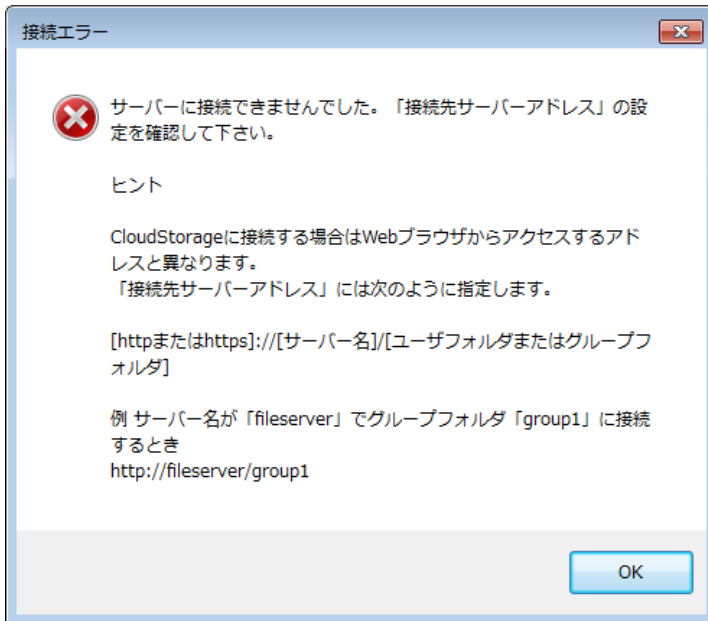 接続エラー
サーバーに接続できませんでした。「接続先サーバーアドレス」の設
定を確認して下さい。
ヒント
CloudStorageに接続する場合はWebブラウザからアクセスするアド
レスと異なります。
「接続先サーバーアドレス」には次のように指定します。
[httpまたはhttps]://[サーバー名]/[ユーザフォルダまたはグループフ
ォルダ]
例 サーバー名が「fileserver」でグループフォルダ「group1」に接続
するとき
http://fileserver/group1
OK